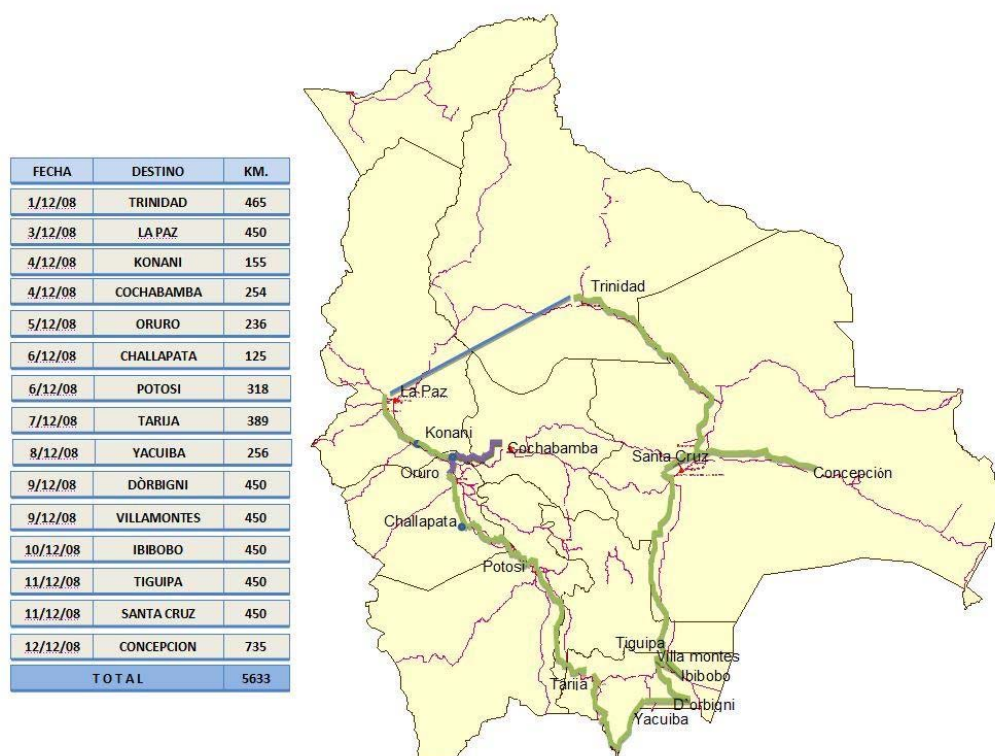 FECHA DESTINO KM.
1/12/08 TRINIDAD 465
3/12/08 LA PAZ 450
4/12/08 KONANI 155
4/12/08 COCHABAMBA 254
5/12/08 ORURO 236
6/12/08 CHALLAPATA 125
6/12/08 POTOSI 318
7/12/08 TARIJA 389
8/12/08 YACUIBA 256
9/12/08 DÒRBIGNI 450
9/12/08 VILLAMONTES 450
10/12/08 IBIBOBO 450
11/12/08 TIGUIPA 450
11/12/08 SANTA CRUZ 450
12/12/08 CONCEPCION 735
T O T A L 5633
Trinidad
La Paz
Konani
Cochabamba
Santa Cruz
Oruro
Concepción
Challapata
Potosi
Tiguipa
Villa montes
Ibibobo
Tarija
D'orbigni
Yacuiba